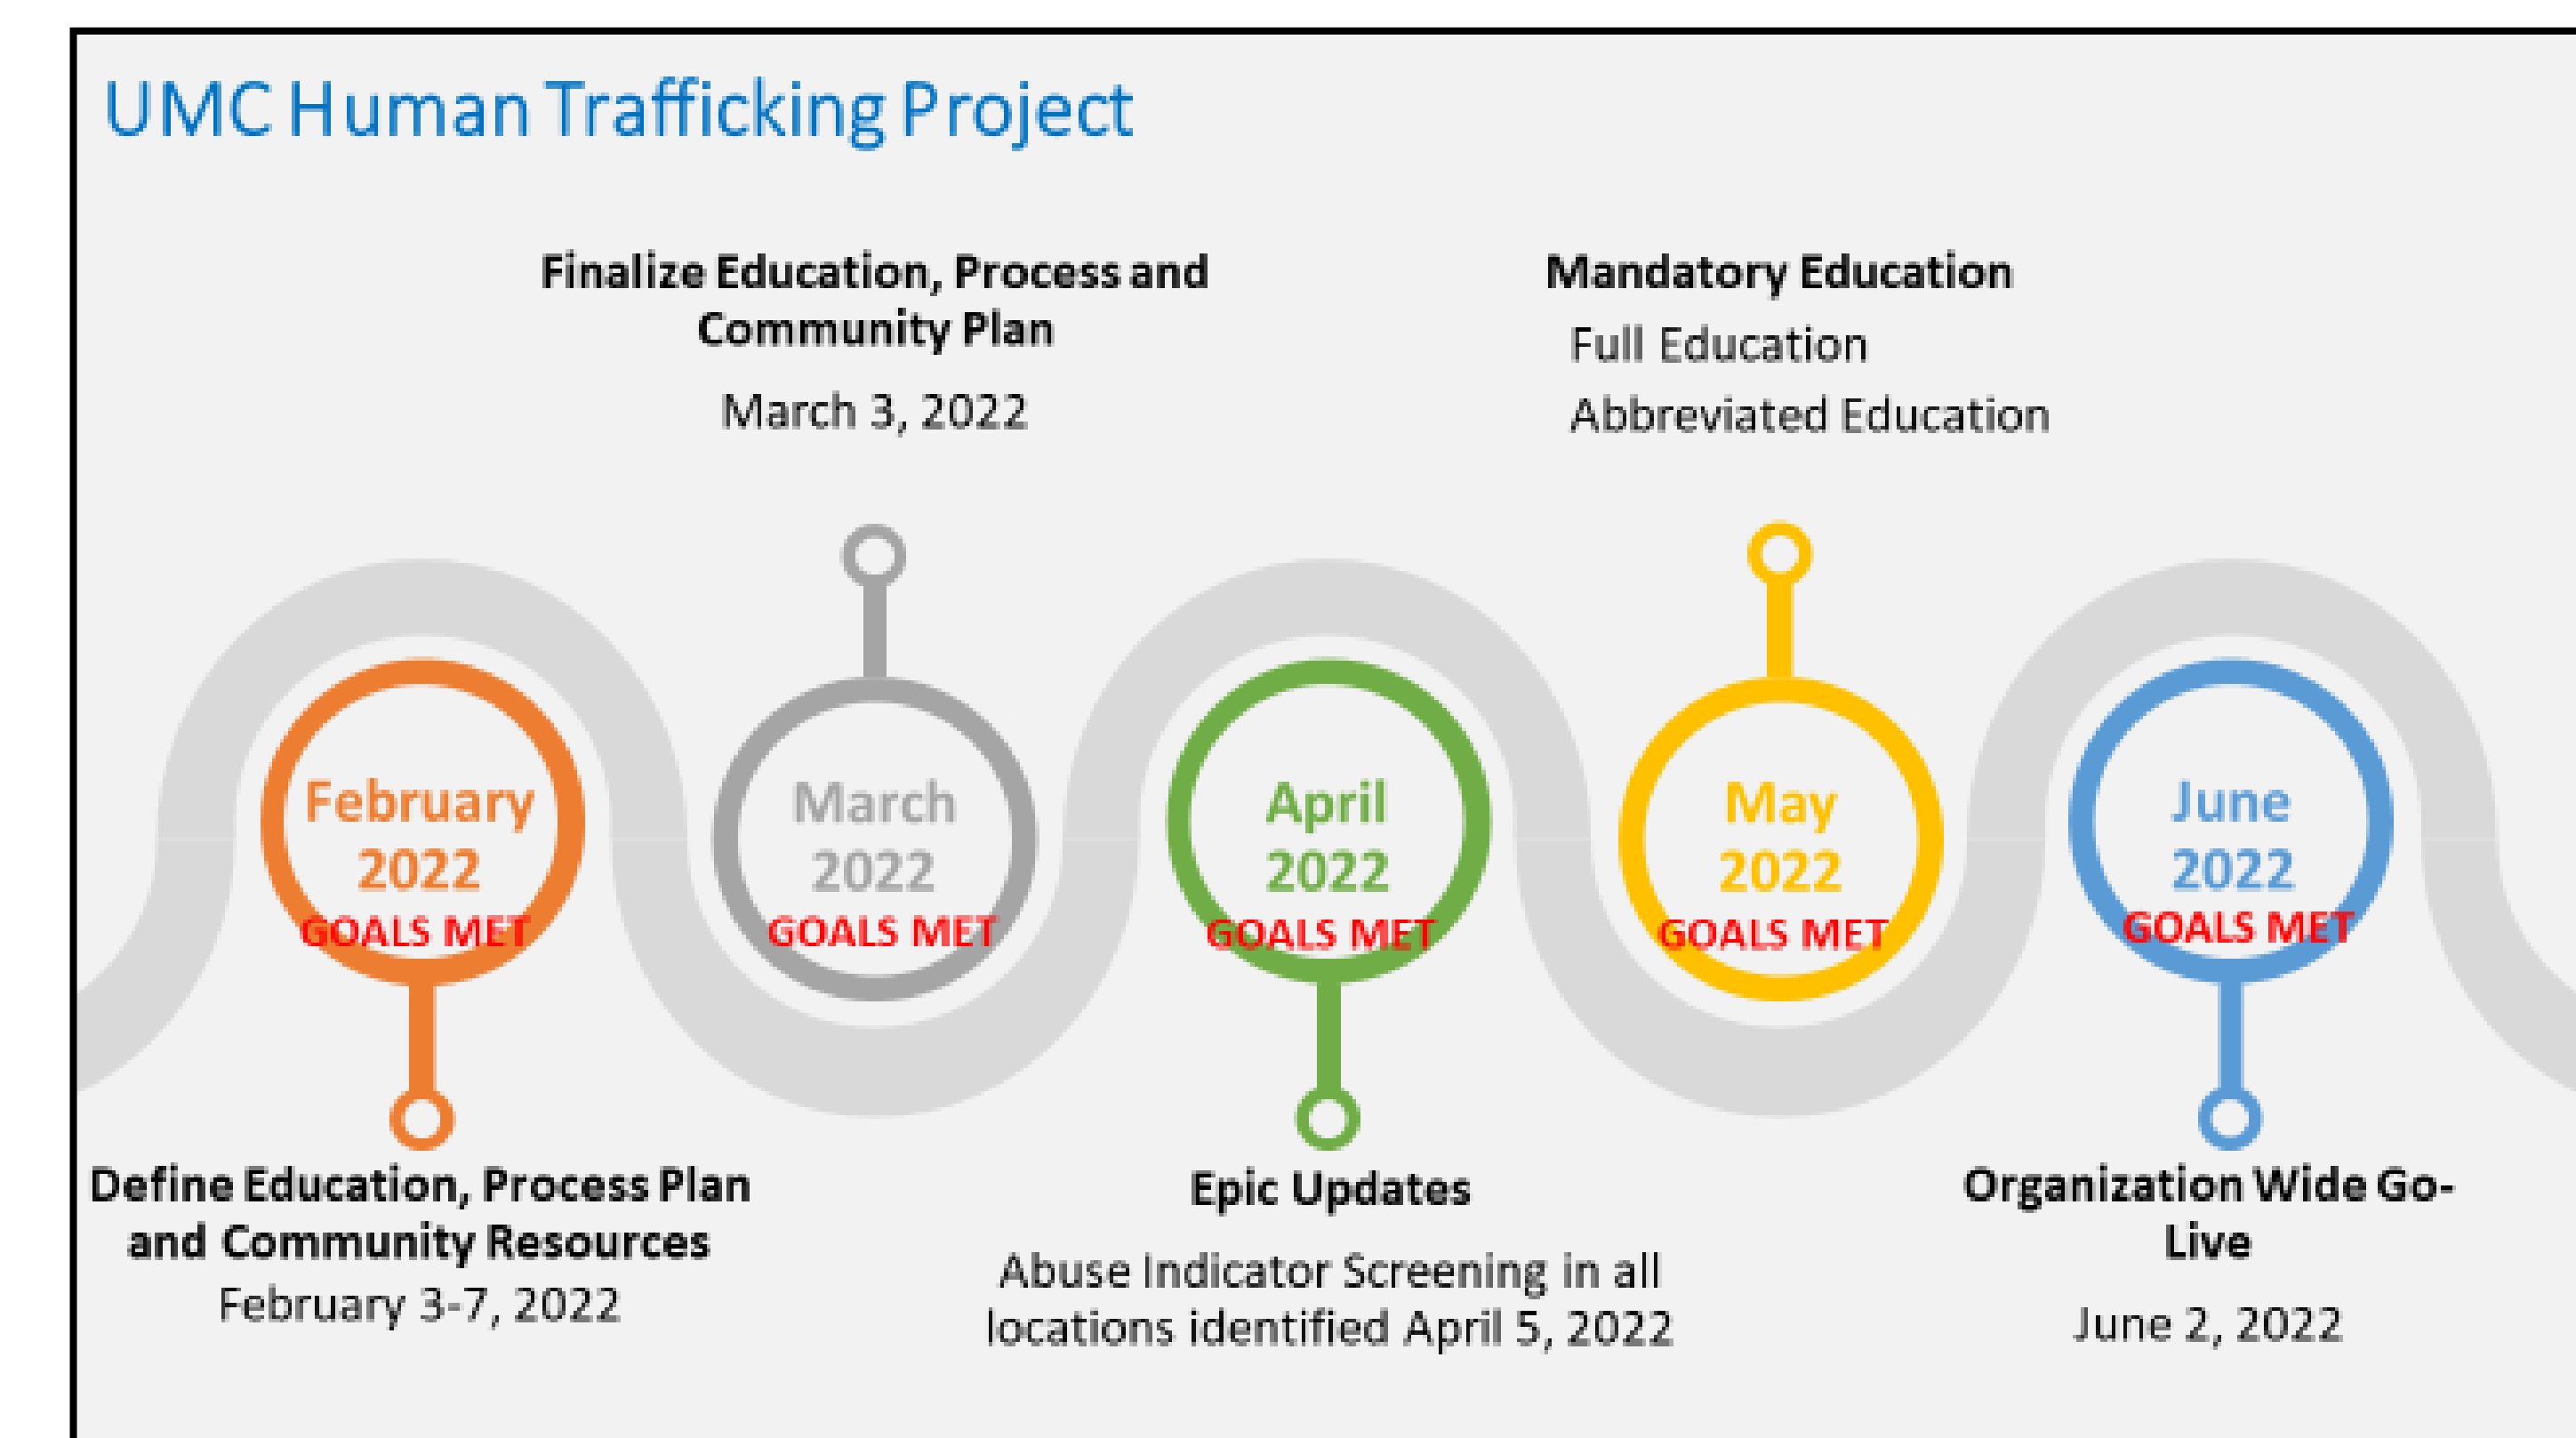 UMC Human Trafficking Project
Finalize Education, Process and
Community Plan
March 3, 2022
Mandatory Education
Full Education
Abbreviated Education
February
2022
GOALS MET
March
2022
GOALS MET
April
2022
GOALS MET
May
2022
GOALS MET
June
2022
GOALS MET
Define Education, Process Plan
and Community Resources
February 3-7, 2022
Epic Updates
Abuse Indicator Screening in all
locations identified April 5, 2022
Organization Wide Go-
Live
June 2, 2022